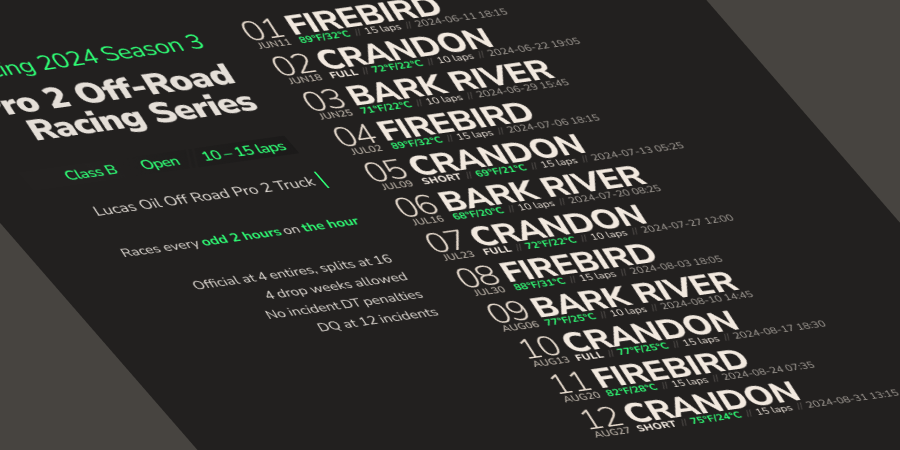 ing 2024 Season 3
ro 2 Off-Road
Racing Series
Class B Open 10 – 15 laps
Lucas Oil Off Road Pro 2 Truck
Races every odd 2 hours on the hour
Official at 4 entires, splits at 16
4 drop weeks allowed
No incident DT penalties
DQ at 12 incidents
01 FIREBIRD
JUN11 89°F/32°C // 15 laps // 2024-06-11 18:15
02 CRANDON
JUN18 FULL // 72°F/22°C // 10 laps // 2024-06-22 19:05
03 BARK RIVER
JUN25 71°F/22°C // 10 laps // 2024-06-29 15:45
04 FIREBIRD
JUL02 89°F/32°C // 15 laps // 2024-07-06 18:15
05 CRANDON
JUL09 SHORT // 69°F/21°C // 15 laps // 2024-07-13 05:25
06 BARK RIVER
JUL16 68°F/20°C // 10 laps // 2024-07-20 08:25
07 CRANDON
JUL23 FULL // 72°F/22°C // 10 laps // 2024-07-27 12:00
08 FIREBIRD
JUL30 88°F/31°C // 15 laps // 2024-08-03 18:05
09 BARK RIVER
AUG06 77°F/25°C // 10 laps // 2024-08-10 14:45
10 CRANDON
AUG13 FULL // 77°F/25°C // 10 laps // 2024-08-17 18:30
11 FIREBIRD
AUG20 82°F/28°C // 15 laps // 2024-08-24 07:35
12 CRANDON
AUG27 SHORT // 75°F/24°C // 15 laps // 2024-08-31 13:15